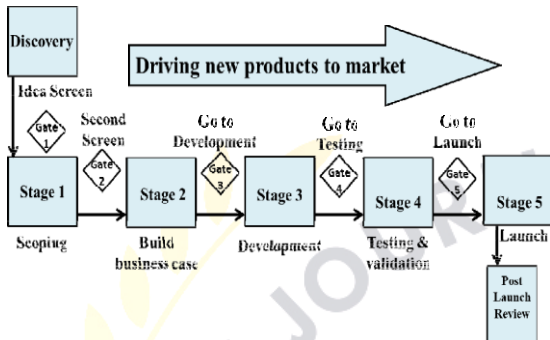 Discovery
Driving new products to market
Idea Screen
Gate 1
Second Screen
Gate 2
Go to Development
Gate 3
Go to Testing
Gate 4
Go to Launch
Gate 5
Stage 1
Stage 2
Stage 3
Stage 4
Stage 5
Scoping
Build business case
Development
Testing & validation
Launch
Post Launch Review
JOUR